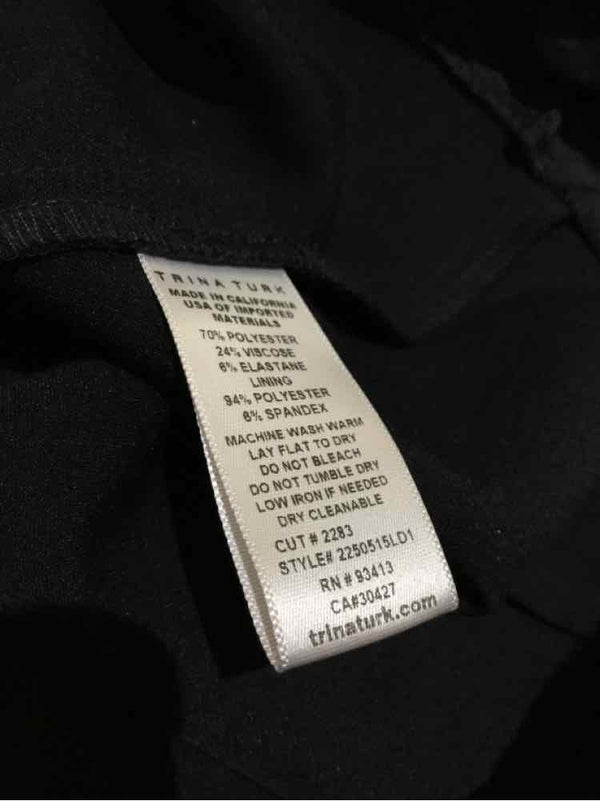 TRINA TURK
MADE IN CALIFORNIA
USA OF IMPORTED
MATERIALS
70% POLYESTER
24% VISCOSE
6% ELASTANE
LINING
94% POLYESTER
6% SPANDEX
MACHINE WASH WARM
LAY FLAT TO DRY
DO NOT BLEACH
DO NOT TUMBLE DRY
LOW IRON IF NEEDED
DRY CLEANABLE
CUT # 2283
STYLE# 2250515LD1
RN # 93413
CA#30427
trinaturk.com